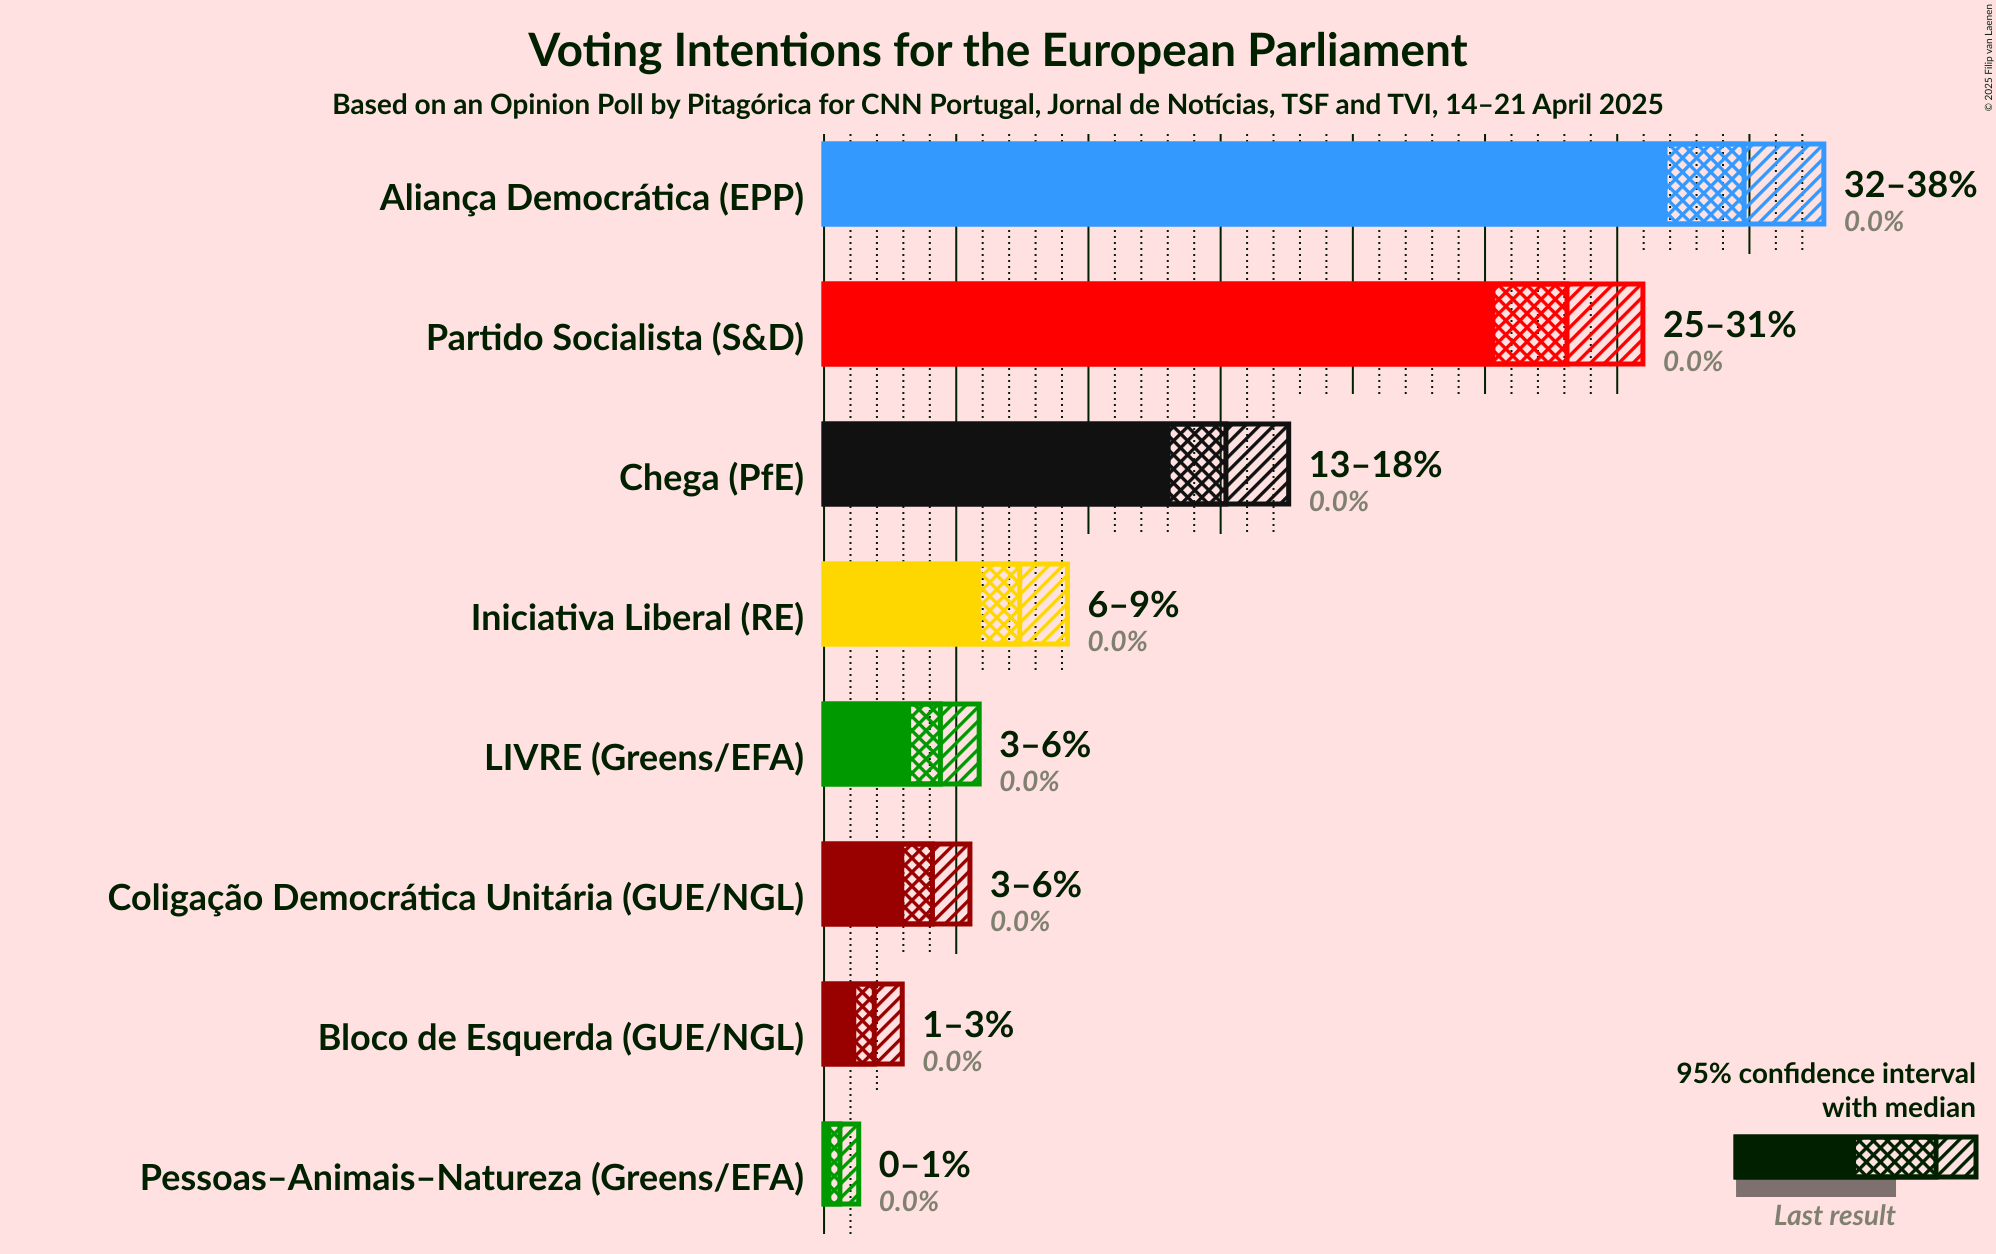 Voting Intentions for the European Parliament
Based on an Opinion Poll by Pitagórica for CNN Portugal, Jornal de Notícias, TSF and TVI, 14–21 April 2025
© 2025 Filip van Laenen
Aliança Democrática (EPP)
32–38%
0.0%
Partido Socialista (S&D)
25–31%
0.0%
Chega (PfE)
13–18%
0.0%
Iniciativa Liberal (RE)
6–9%
0.0%
LIVRE (Greens/EFA)
3–6%
0.0%
Coligação Democrática Unitária (GUE/NGL)
3–6%
0.0%
Bloco de Esquerda (GUE/NGL)
1–3%
0.0%
Pessoas–Animais–Natureza (Greens/EFA)
0–1%
0.0%
95% confidence interval
with median
Last result